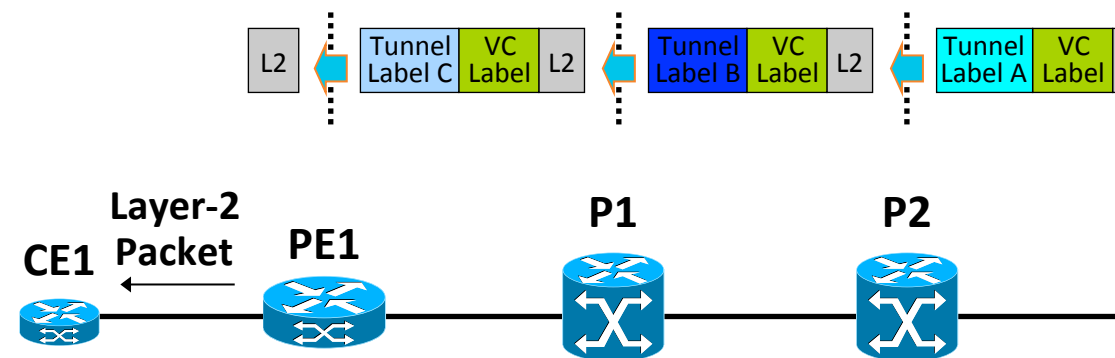 L2
Tunnel
Label C
VC
Label
L2
Tunnel
Label B
VC
Label
L2
Tunnel
Label A
VC
Label
Layer-2
Packet
CE1
PE1
P1
P2